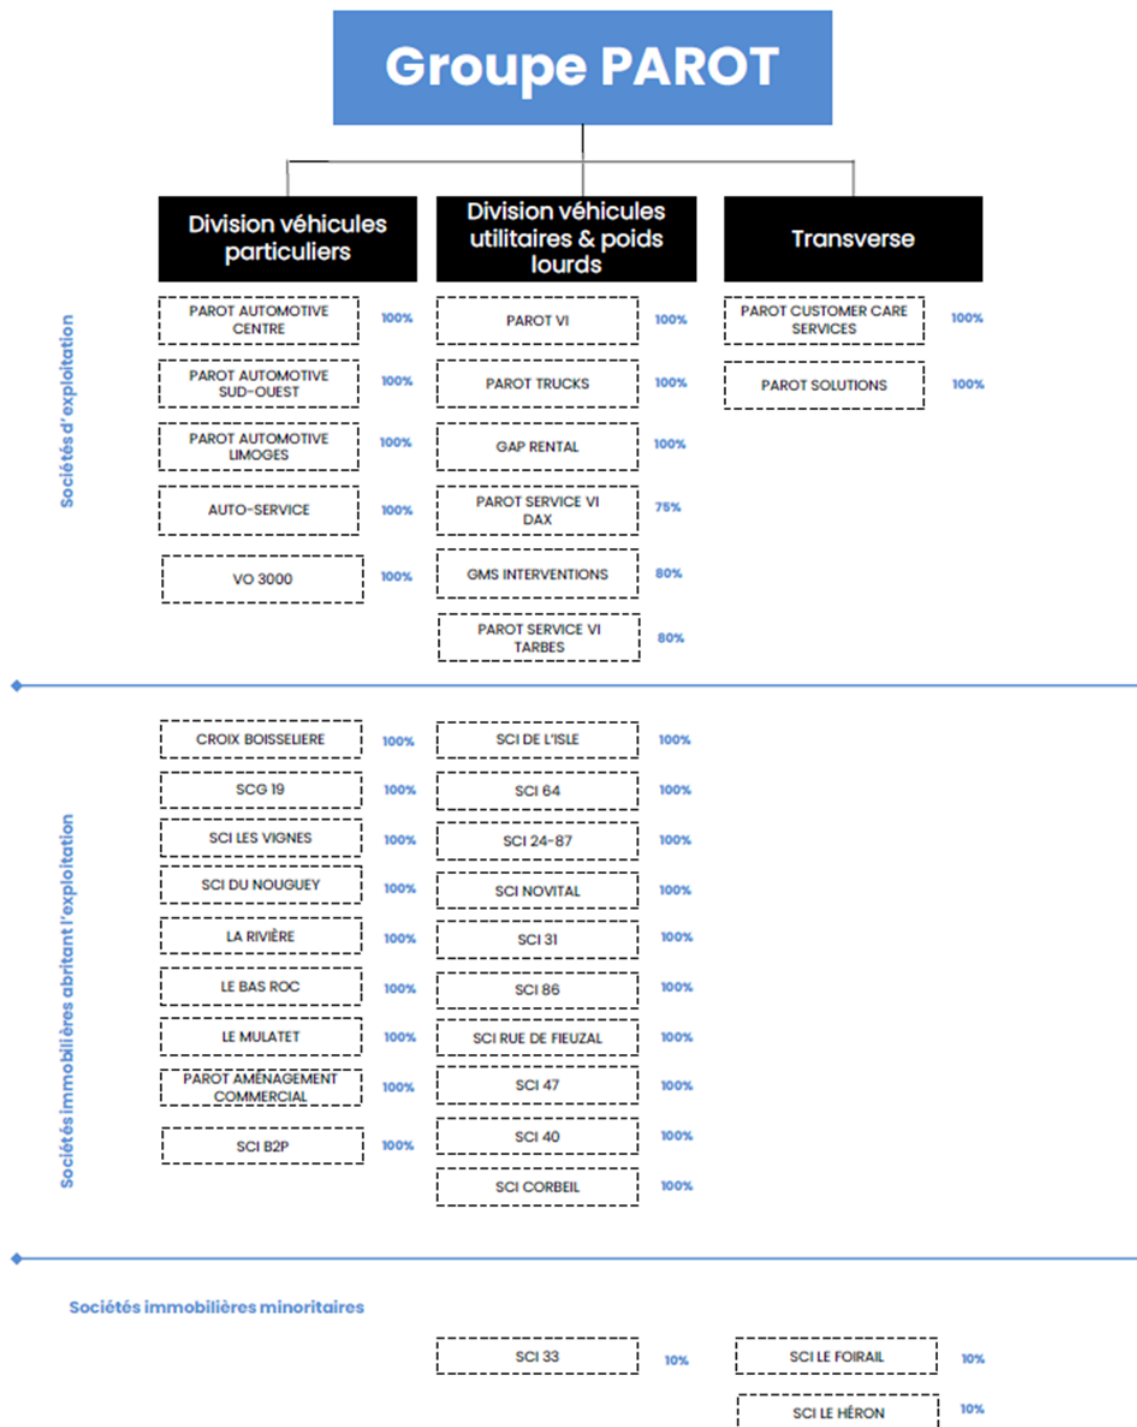 Groupe PAROT
Division véhicules
particuliers
Division véhicules
utilitaires & poids
lourds
Transverse
Sociétés d'exploitation
PAROT AUTOMOTIVE
CENTRE
100%
PAROT AUTOMOTIVE
SUD-OUEST
100%
PAROT AUTOMOTIVE
LIMOGES
100%
AUTO-SERVICE
100%
VO 3000
100%
PAROT VI
100%
PAROT TRUCKS
100%
GAP RENTAL
100%
PAROT SERVICE VI
DAX
75%
GMS INTERVENTIONS
80%
PAROT SERVICE VI
TARBES
80%
PAROT CUSTOMER CARE
SERVICES
100%
PAROT SOLUTIONS
100%
Sociétés immobilières abritant l'exploitation
CROIX BOISSELIERE
100%
SCG 19
100%
SCI LES VIGNES
100%
SCI DU NOUGUEY
100%
LA RIVIÈRE
100%
LE BAS ROC
100%
LE MULATET
100%
PAROT AMÉNAGEMENT
COMMERCIAL
100%
SCI B2P
100%
SCI DE L'ISLE
100%
SCI 64
100%
SCI 24-87
100%
SCI NOVITAL
100%
SCI 31
100%
SCI 86
100%
SCI RUE DE FIEUZAL
100%
SCI 47
100%
SCI 40
100%
SCI CORBEIL
100%
Sociétés immobilières minoritaires
SCI 33
10%
SCI LE FOIRAIL
10%
SCI LE HÉRON
10%